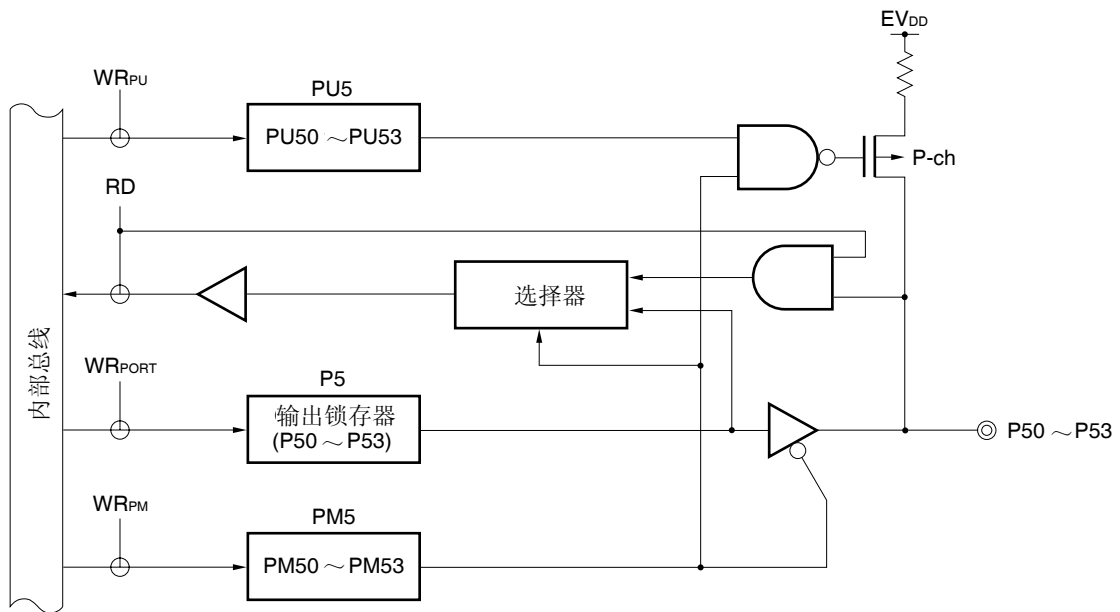 EVDD
WRPU
PU5
PU50 ~PU53
P-ch
RD
选择器
内部总线
WRPORT
P5
输出锁存器
(P50 ~ P53)
P50 ~P53
WRPM
PM5
PM50 ~ PM53